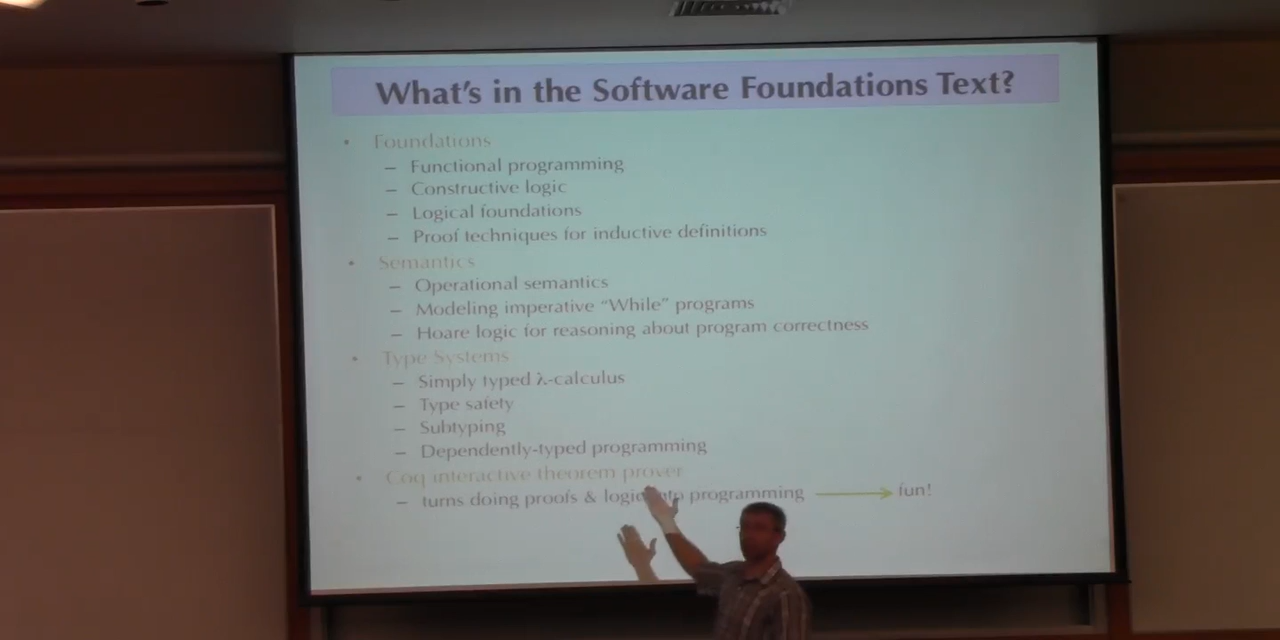 What's in the Software Foundations Text?
• Foundations
– Functional programming
– Constructive logic
– Logical foundations
– Proof techniques for inductive definitions
• Semantics
– Operational semantics
– Modeling imperative “While” programs
– Hoare logic for reasoning about program correctness
• Type Systems
– Simply typed λ-calculus
– Type safety
– Subtyping
– Dependently-typed programming
• Coq interactive theorem prover
– turns doing proofs & logic into programming ⟶ fun!